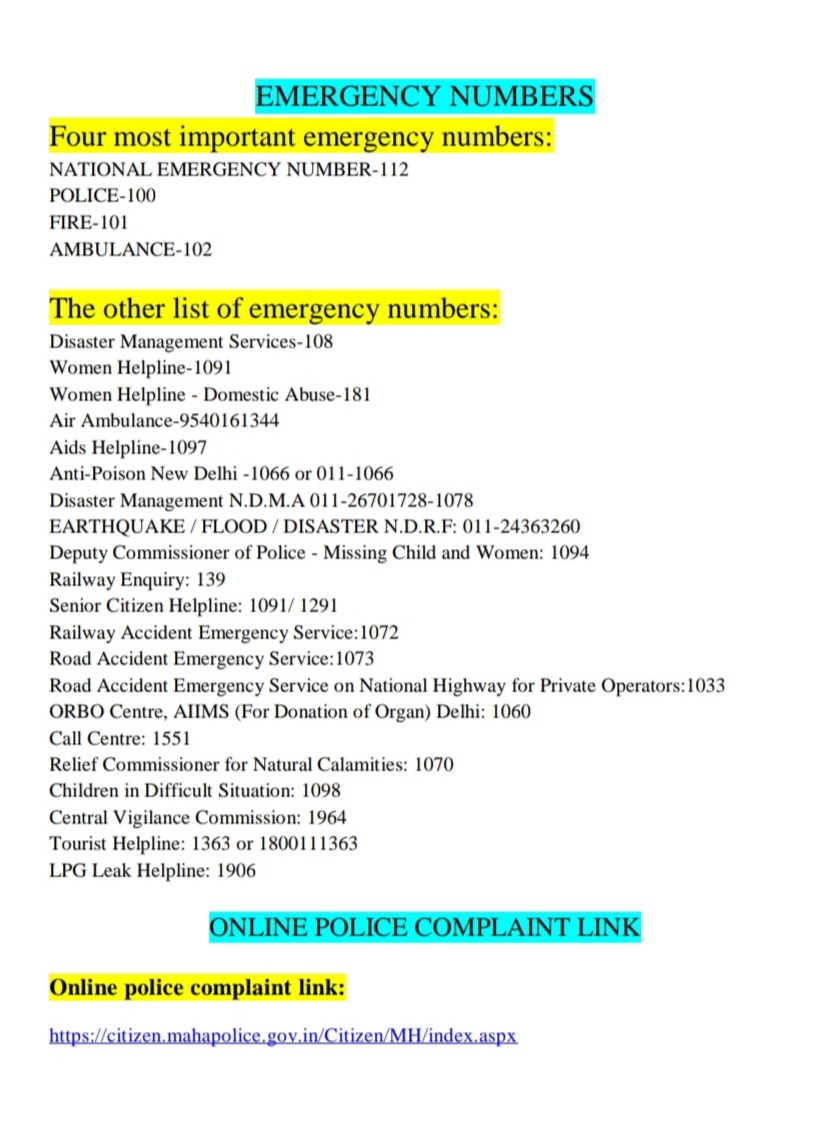 EMERGENCY NUMBERS
Four most important emergency numbers:
NATIONAL EMERGENCY NUMBER-112
POLICE-100
FIRE-101
AMBULANCE-102
The other list of emergency numbers:
Disaster Management Services-108
Women Helpline-1091
Women Helpline - Domestic Abuse-181
Air Ambulance-9540161344
Aids Helpline-1097
Anti-Poison New Delhi -1066 or 011-1066
Disaster Management N.D.M.A 011-26701728-1078
EARTHQUAKE / FLOOD / DISASTER N.D.R.F: 011-24363260
Deputy Commissioner of Police - Missing Child and Women: 1094
Railway Enquiry: 139
Senior Citizen Helpline: 1091/ 1291
Railway Accident Emergency Service:1072
Road Accident Emergency Service:1073
Road Accident Emergency Service on National Highway for Private Operators:1033
ORBO Centre, AIIMS (For Donation of Organ) Delhi: 1060
Call Centre: 1551
Relief Commissioner for Natural Calamities: 1070
Children in Difficult Situation: 1098
Central Vigilance Commission: 1964
Tourist Helpline: 1363 or 1800111363
LPG Leak Helpline: 1906
ONLINE POLICE COMPLAINT LINK
Online police complaint link:
https://citizen.mahapolice.gov.in/Citizen/MH/index.aspx